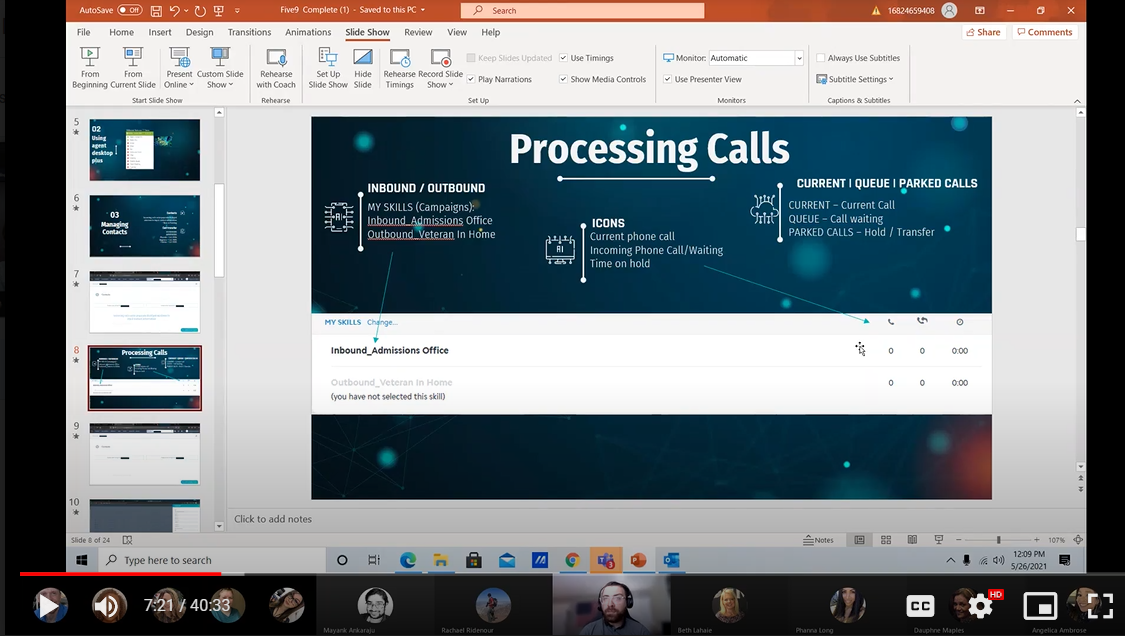 AutoSave Off Five9 Complete (1) - Saved to this PC Search 16824659408
File Home Insert Design Transitions Animations Slide Show Review View Help Share Comments
From Beginning
From Current Slide
Present Online
Custom Slide Show
Start Slide Show
Rehearse with Coach
Rehearse
Set Up Slide Show
Hide Slide
Rehearse Timings
Record Slide Show
Keep Slides Updated
Play Narrations
Use Timings
Show Media Controls
Set Up
Monitor: Automatic
Use Presenter View
Monitors
Always Use Subtitles
Subtitle Settings
Captions & Subtitles
5
02
Using
agent
desktop
plus
6
03
Managing
Contacts
7
8
Processing Calls
9
10
Processing Calls
INBOUND / OUTBOUND
MY SKILLS (Campaigns):
Inbound_Admissions Office
Outbound_Veteran In Home
ICONS
Current phone call
Incoming Phone Call/Waiting
Time on hold
CURRENT | QUEUE | PARKED CALLS
CURRENT – Current Call
QUEUE – Call waiting
PARKED CALLS – Hold / Transfer
MY SKILLS Change...
Inbound_Admissions Office 0 0 0:00
Outbound_Veteran In Home 0 0 0:00
(you have not selected this skill)
Click to add notes
Slide 8 of 24 Notes 107%
Type here to search
12:09 PM
5/26/2021
7:21 / 40:33
CC HD
Mayank Ankaraju
Rachael Ridenour
Beth Lahaie
Phanna Long
Dauphne Maples
Angelica Ambrose